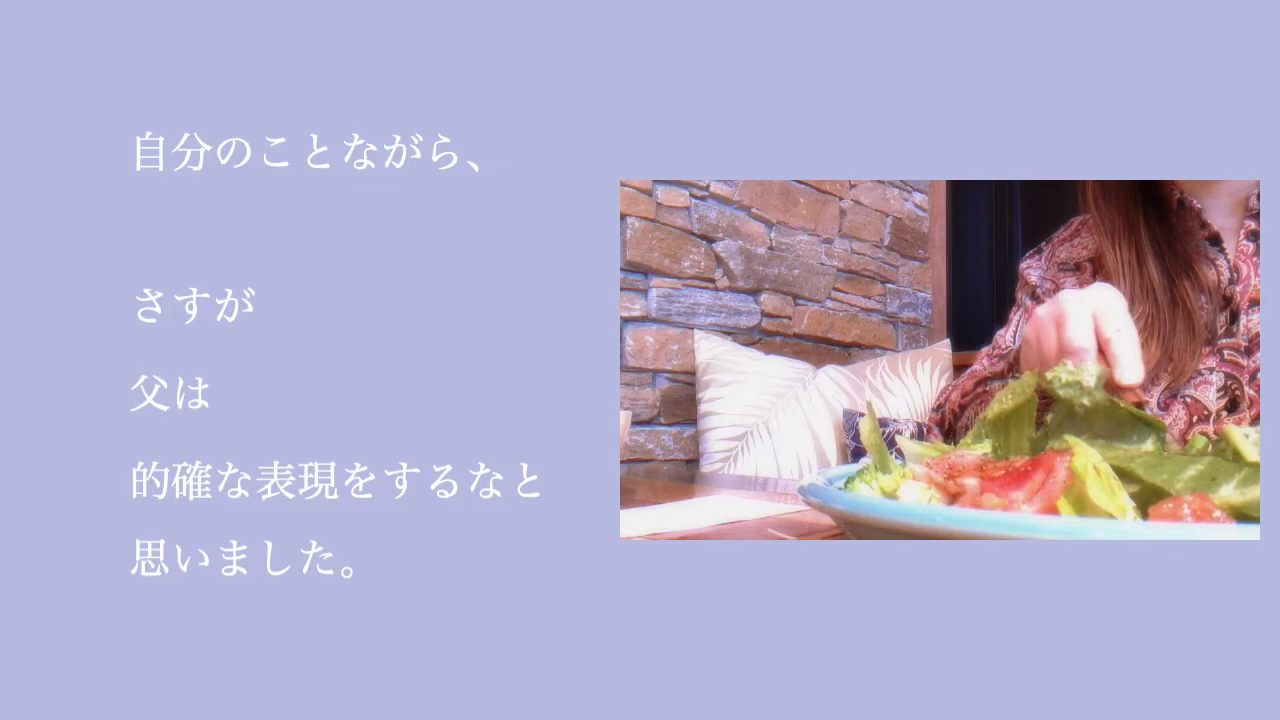 自分のことながら、
さすが
父は
的確な表現をするなと
思いました。